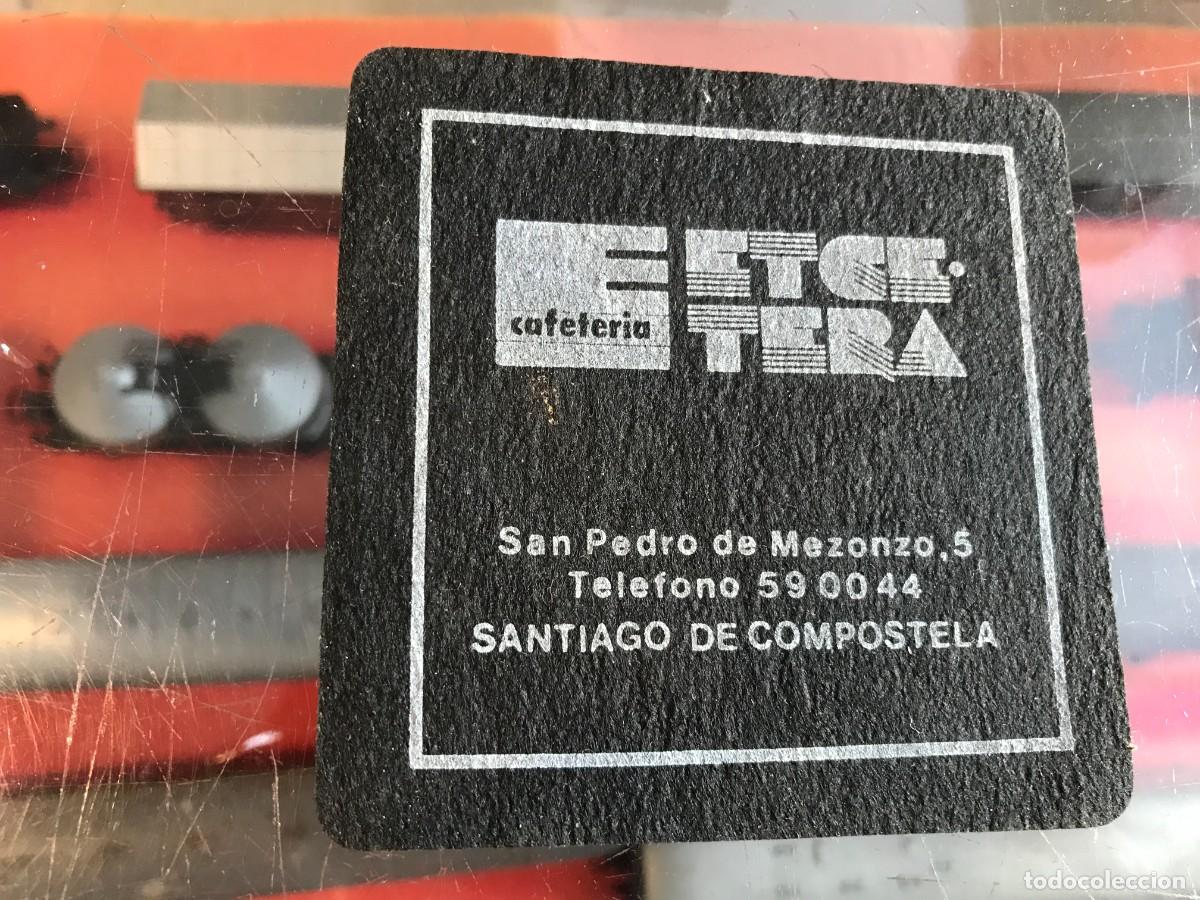 E ETCE.
cafeteria TERA
San Pedro de Mezonzo, 5
Telefono 59 00 44
SANTIAGO DE COMPOSTELA
todocoleccion